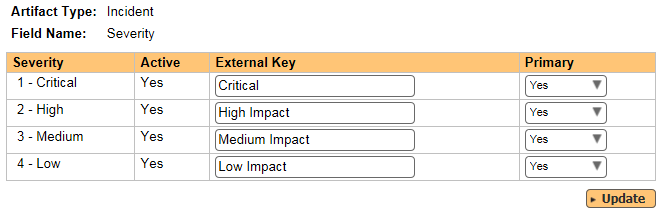 Artifact Type: Incident
Field Name: Severity
Severity Active External Key Primary
1 - Critical Yes Critical Yes
2 - High Yes High Impact Yes
3 - Medium Yes Medium Impact Yes
4 - Low Yes Low Impact Yes
Update